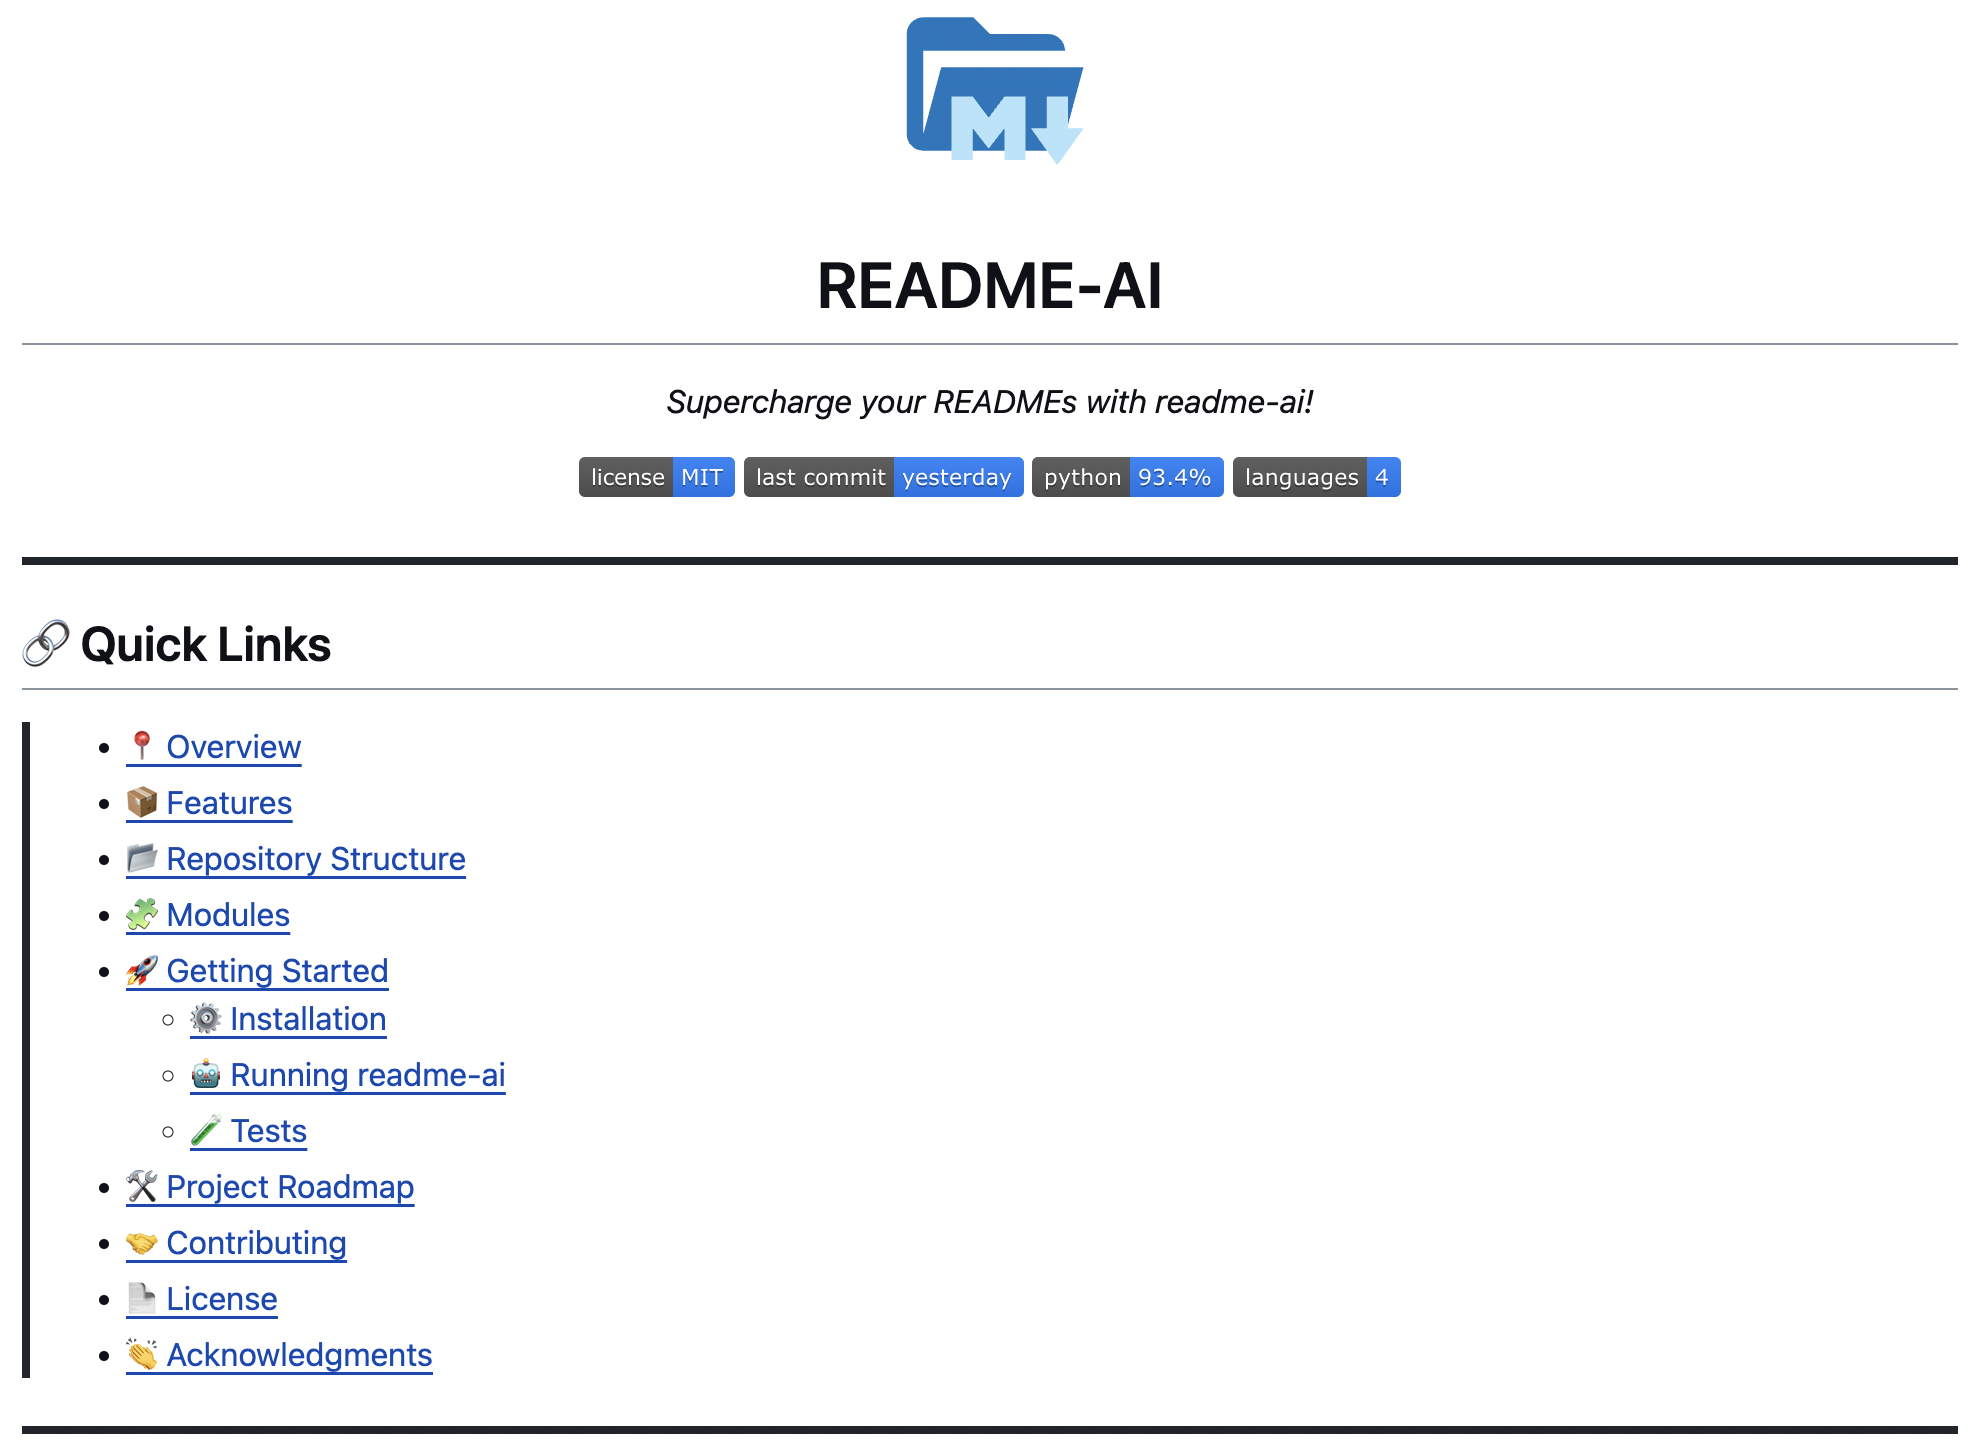 M
README-AI
Supercharge your READMEs with readme-ai!
license MIT last commit yesterday python 93.4% languages 4
Quick Links
Overview
Features
Repository Structure
Modules
Getting Started
Installation
Running readme-ai
Tests
Project Roadmap
Contributing
License
Acknowledgments